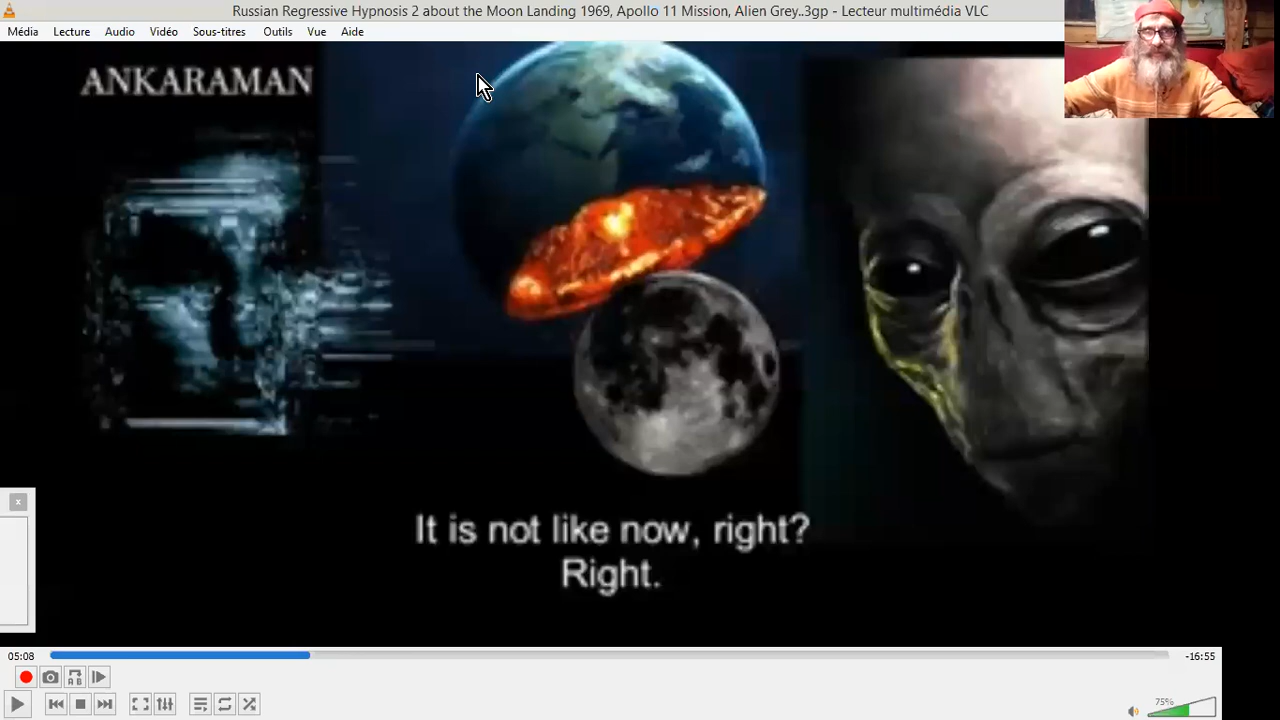 Russian Regressive Hypnosis 2 about the Moon Landing 1969, Apollo 11 Mission, Alien Grey..3gp - Lecteur multimédia VLC
Média Lecture Audio Vidéo Sous-titres Outils Vue Aide
ANKARAMAN
It is not like now, right?
Right.
05:08
-16:55
75%